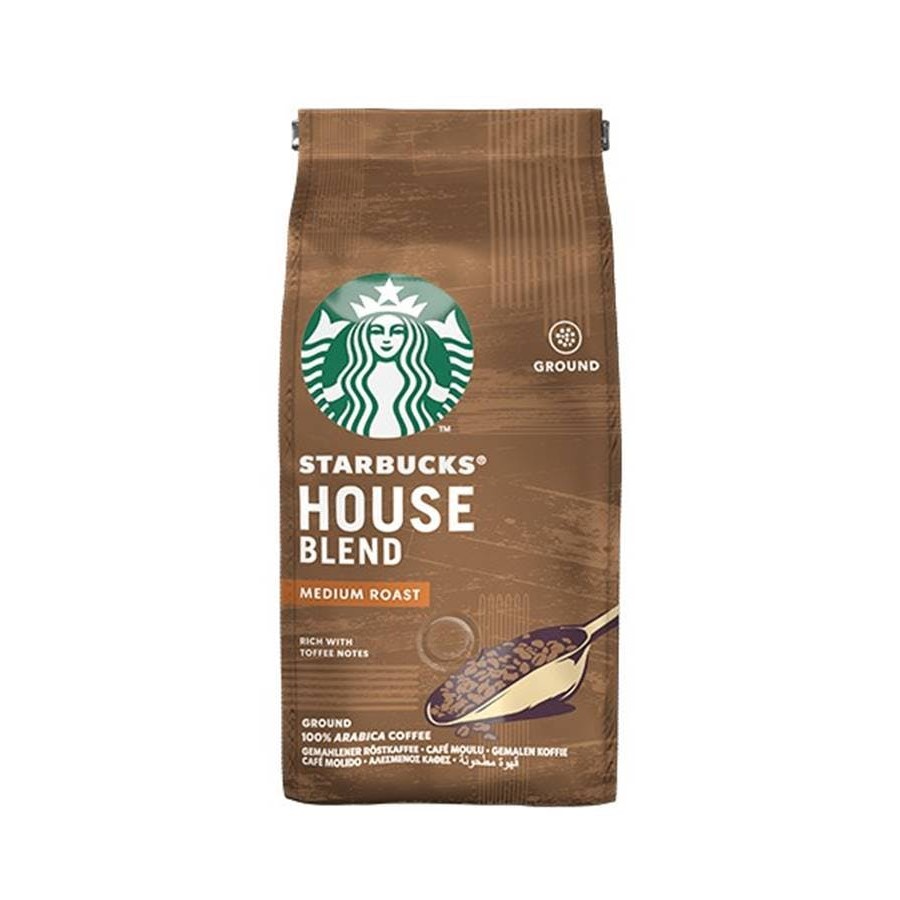 GROUND
™
STARBUCKS®
HOUSE
BLEND
MEDIUM ROAST
RICH WITH
TOFFEE NOTES
GROUND
100% ARABICA COFFEE
GEMAHLENER RÖSTKAFFEE · CAFÉ MOULU · GEMALEN KOFFIE
CAFÉ MOLIDO · ΑΛΕΣΜΕΝΟΣ ΚΑΦΕΣ · قهوة مطحونة